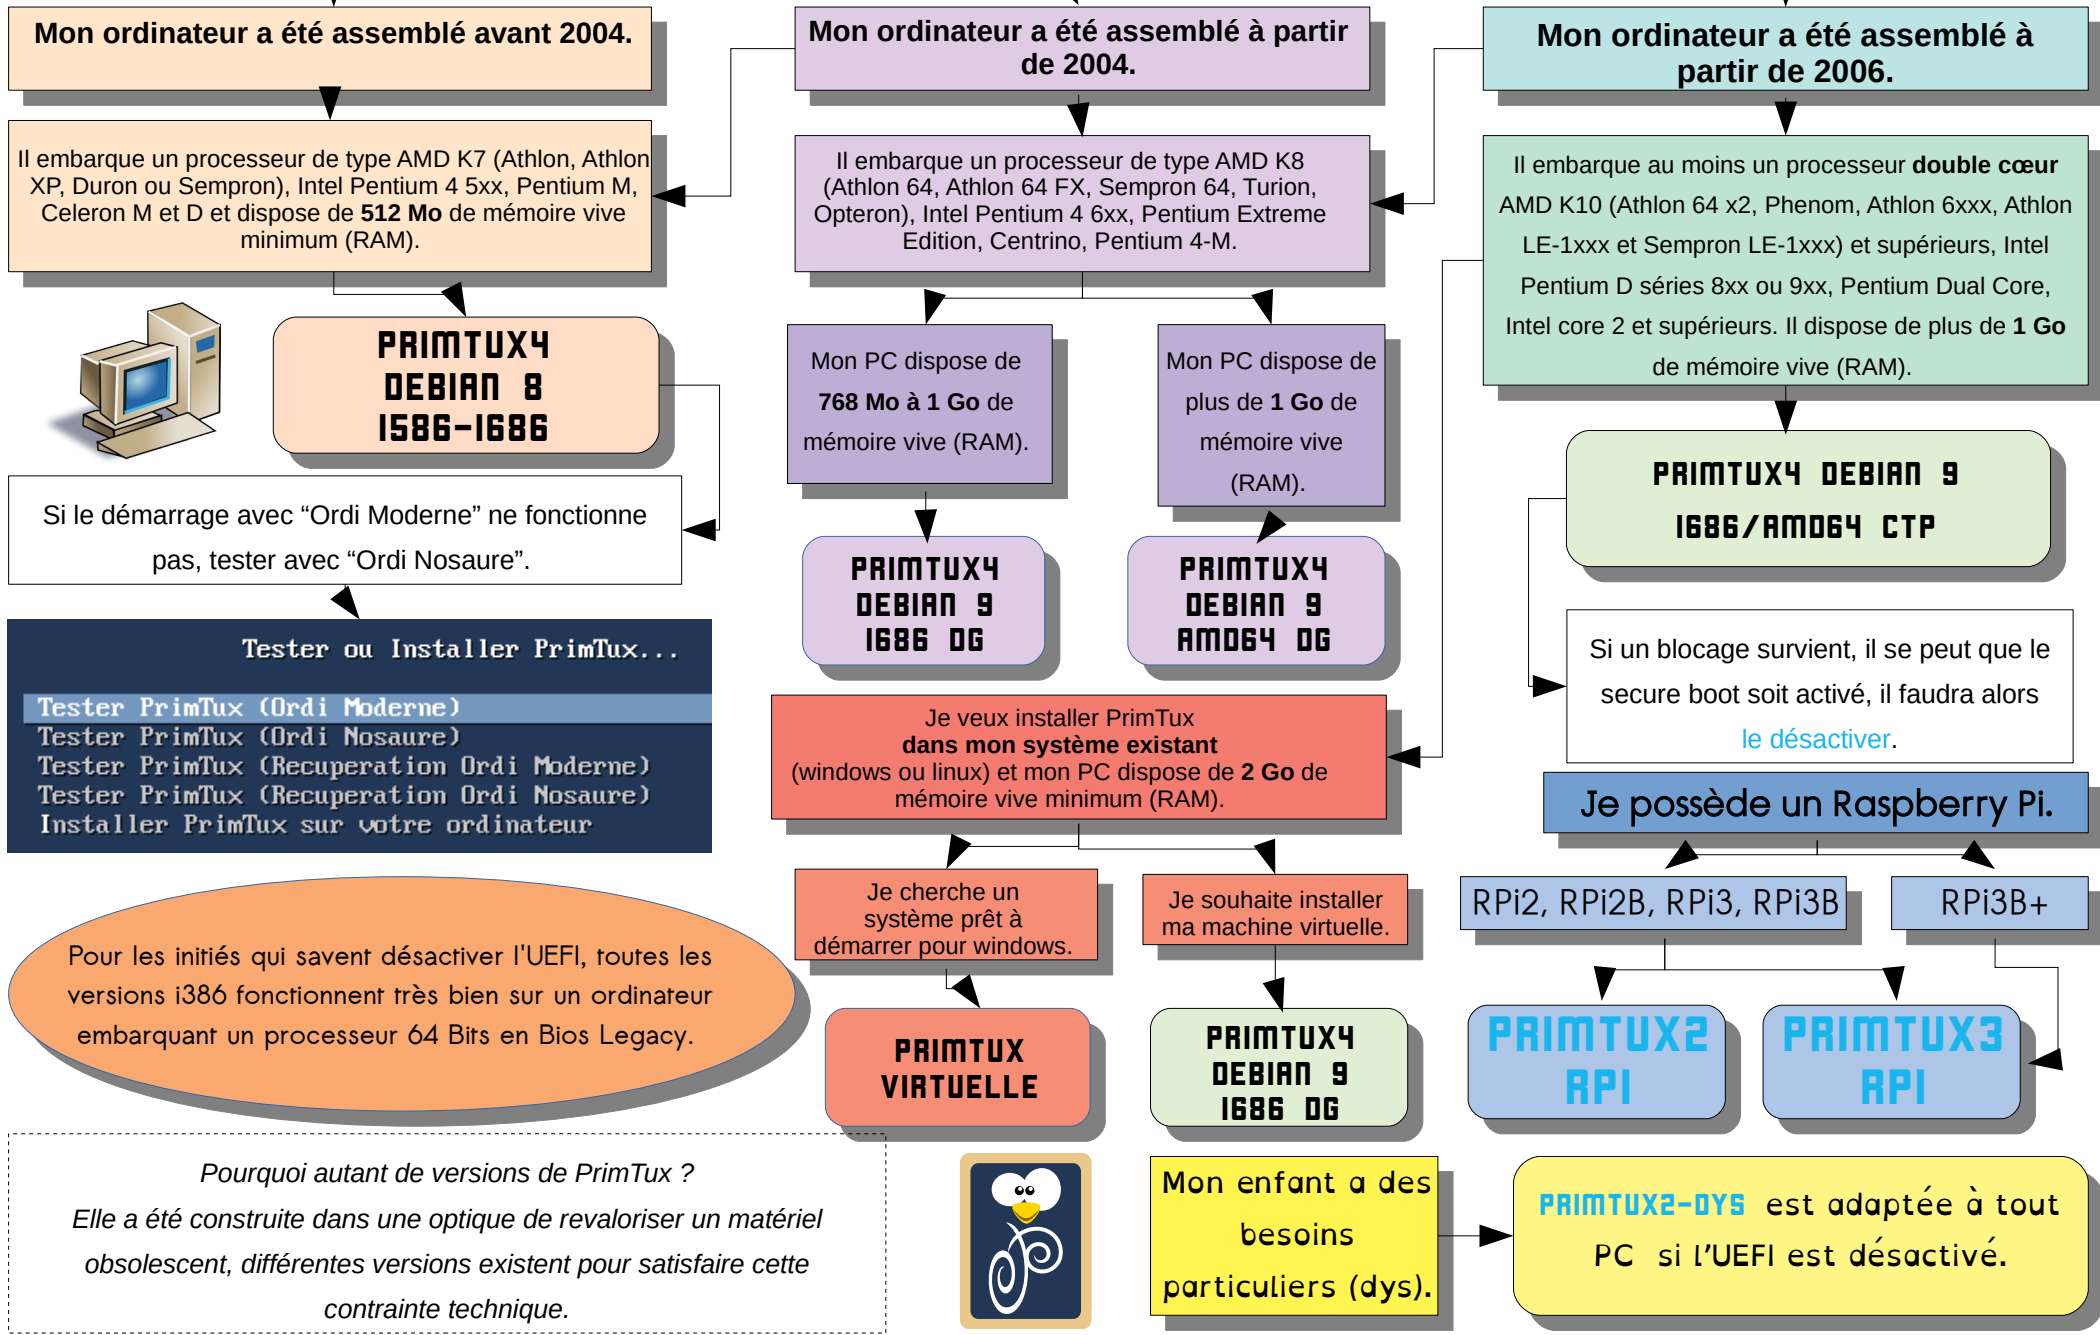 Mon ordinateur a été assemblé avant 2004.
Il embarque un processeur de type AMD K7 (Athlon, Athlon
XP, Duron ou Sempron), Intel Pentium 4 5xx, Pentium M,
Celeron M et D et dispose de 512 Mo de mémoire vive
minimum (RAM).
PRIMTUX4
DEBIAN 8
I586-I686
Si le démarrage avec “Ordi Moderne” ne fonctionne
pas, tester avec “Ordi Nosaure”.
Tester ou Installer PrimTux...
Tester PrimTux (Ordi Moderne)
Tester PrimTux (Ordi Nosaure)
Tester PrimTux (Recuperation Ordi Moderne)
Tester PrimTux (Recuperation Ordi Nosaure)
Installer PrimTux sur votre ordinateur
Pour les initiés qui savent désactiver l'UEFI, toutes les
versions i386 fonctionnent très bien sur un ordinateur
embarquant un processeur 64 Bits en Bios Legacy.
Pourquoi autant de versions de PrimTux ?
Elle a été construite dans une optique de revaloriser un matériel
obsolescent, différentes versions existent pour satisfaire cette
contrainte technique.
Mon ordinateur a été assemblé à partir
de 2004.
Il embarque un processeur de type AMD K8
(Athlon 64, Athlon 64 FX, Sempron 64, Turion,
Opteron), Intel Pentium 4 6xx, Pentium Extreme
Edition, Centrino, Pentium 4-M.
Mon PC dispose de
768 Mo à 1 Go de
mémoire vive (RAM).
PRIMTUX4
DEBIAN 9
I686 DG
Mon PC dispose de
plus de 1 Go de
mémoire vive
(RAM).
PRIMTUX4
DEBIAN 9
AMD64 DG
Je veux installer PrimTux
dans mon système existant
(windows ou linux) et mon PC dispose de 2 Go de
mémoire vive minimum (RAM).
Je cherche un
système prêt à
démarrer pour windows.
PRIMTUX
VIRTUELLE
Je souhaite installer
ma machine virtuelle.
PRIMTUX4
DEBIAN 9
I686 DG
Mon ordinateur a été assemblé à
partir de 2006.
Il embarque au moins un processeur double cœur
AMD K10 (Athlon 64 x2, Phenom, Athlon 6xxx, Athlon
LE-1xxx et Sempron LE-1xxx) et supérieurs, Intel
Pentium D séries 8xx ou 9xx, Pentium Dual Core,
Intel core 2 et supérieurs. Il dispose de plus de 1 Go
de mémoire vive (RAM).
PRIMTUX4 DEBIAN 9
I686/AMD64 CTP
Si un blocage survient, il se peut que le
secure boot soit activé, il faudra alors
le désactiver.
Je possède un Raspberry Pi.
RPi2, RPi2B, RPi3, RPi3B
RPi3B+
PRIMTUX2
RPI
PRIMTUX3
RPI
Mon enfant a des
besoins
particuliers (dys).
PRIMTUX2-DYS est adaptée à tout
PC si l’UEFI est désactivé.